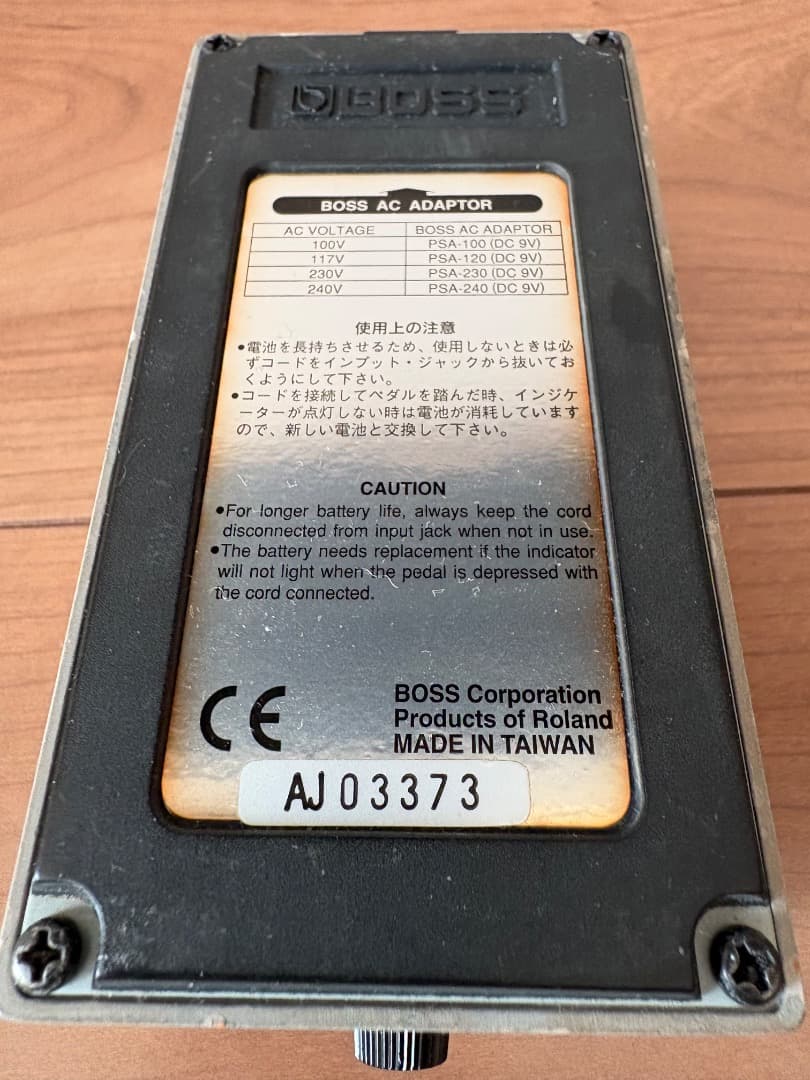 BOSS
BOSS AC ADAPTOR
AC VOLTAGE BOSS AC ADAPTOR
100V PSA-100 (DC 9V)
117V PSA-120 (DC 9V)
230V PSA-230 (DC 9V)
240V PSA-240 (DC 9V)
使用上の注意
●電池を長持ちさせるため、使用しないときは必
ずコードをインプット・ジャックから抜いてお
くようにして下さい。
●コードを接続してペダルを踏んだ時、インジケ
ーターが点灯しない時は電池が消耗しています
ので、新しい電池と交換して下さい。
CAUTION
●For longer battery life, always keep the cord
disconnected from input jack when not in use.
●The battery needs replacement if the indicator
will not light when the pedal is depressed with
the cord connected.
CE
BOSS Corporation
Products of Roland
MADE IN TAIWAN
AJ03373